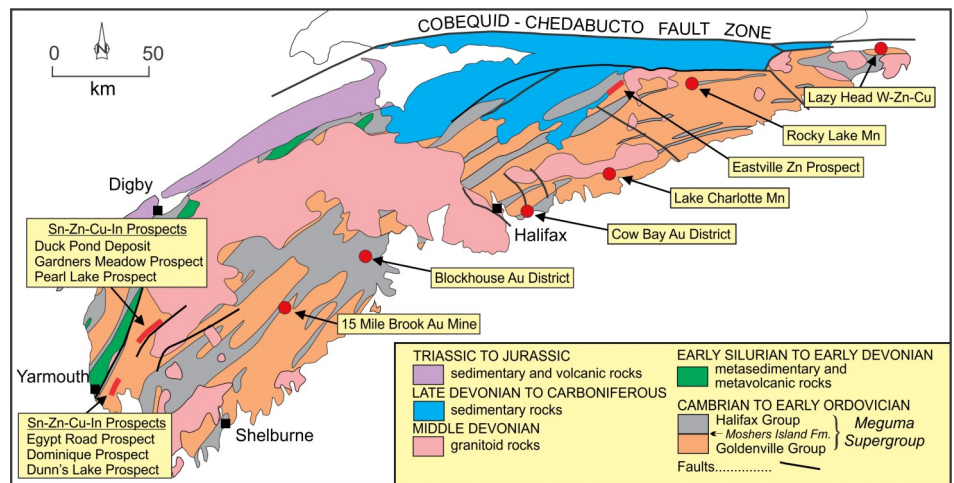 COBEQUID - CHEDABUCTO FAULT ZONE
N
0 50
km
Lazy Head W-Zn-Cu
Rocky Lake Mn
Eastville Zn Prospect
Lake Charlotte Mn
Digby
Halifax
Cow Bay Au District
Sn-Zn-Cu-In Prospects
Duck Pond Deposit
Gardners Meadow Prospect
Pearl Lake Prospect
Blockhouse Au District
15 Mile Brook Au Mine
Yarmouth
Sn-Zn-Cu-In Prospects
Egypt Road Prospect
Dominique Prospect
Dunn's Lake Prospect
Shelburne
TRIASSIC TO JURASSIC
sedimentary and volcanic rocks
LATE DEVONIAN TO CARBONIFEROUS
sedimentary rocks
MIDDLE DEVONIAN
granitoid rocks
EARLY SILURIAN TO EARLY DEVONIAN
metasedimentary and
metavolcanic rocks
CAMBRIAN TO EARLY ORDOVICIAN
Halifax Group
Moshers Island Fm.
Goldenville Group
Meguma
Supergroup
Faults...............